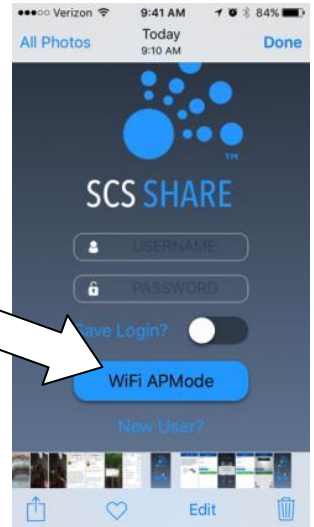 Verizon 9:41 AM 84%
All Photos Today Done
9:10 AM
TM
SCS SHARE
USERNAME
PASSWORD
Save Login?
WiFi APMode
New User?
Edit